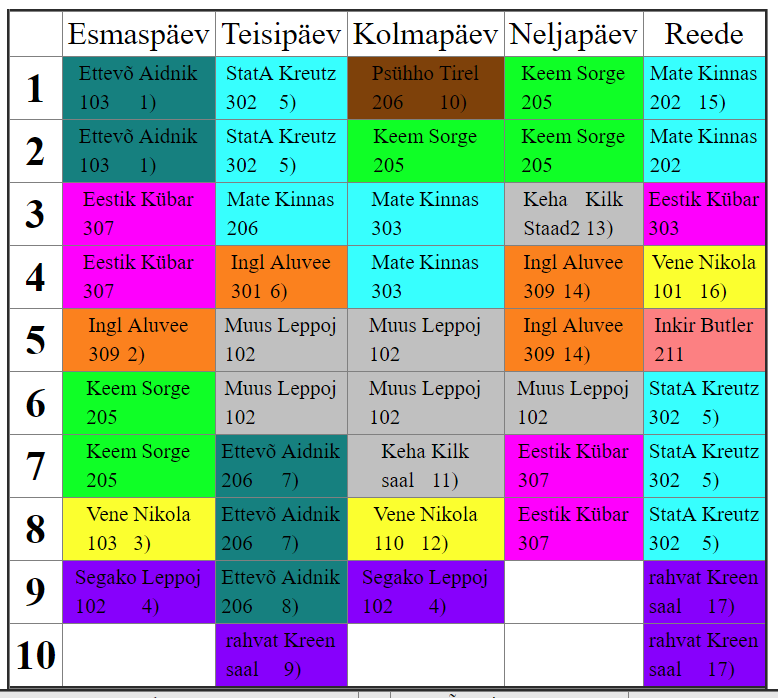 Esmaspäev Teisipäev Kolmapäev Neljapäev Reede
1 Ettevõ Aidnik StatA Kreutz Psühho Tirel Keem Sorge Mate Kinnas
103 1) 302 5) 206 10) 205 202 15)
2 Ettevõ Aidnik StatA Kreutz Keem Sorge Keem Sorge Mate Kinnas
103 1) 302 5) 205 205 202
3 Eestik Kübar Mate Kinnas Mate Kinnas Keha Kilk Eestik Kübar
307 206 303 Staad2 13) 303
4 Eestik Kübar Ingl Aluvee Mate Kinnas Ingl Aluvee Vene Nikola
307 301 6) 303 309 14) 101 16)
5 Ingl Aluvee Muus Leppoj Muus Leppoj Ingl Aluvee Inkir Butler
309 2) 102 102 309 14) 211
6 Keem Sorge Muus Leppoj Muus Leppoj Muus Leppoj StatA Kreutz
205 102 102 102 302 5)
7 Keem Sorge Ettevõ Aidnik Keha Kilk Eestik Kübar StatA Kreutz
205 206 7) saal 11) 307 302 5)
8 Vene Nikola Ettevõ Aidnik Vene Nikola Eestik Kübar StatA Kreutz
103 3) 206 7) 110 12) 307 302 5)
9 Segako Leppoj Ettevõ Aidnik Segako Leppoj rahvat Kreen
102 4) 206 8) 102 4) saal 17)
10 rahvat Kreen rahvat Kreen
saal 9) saal 17)